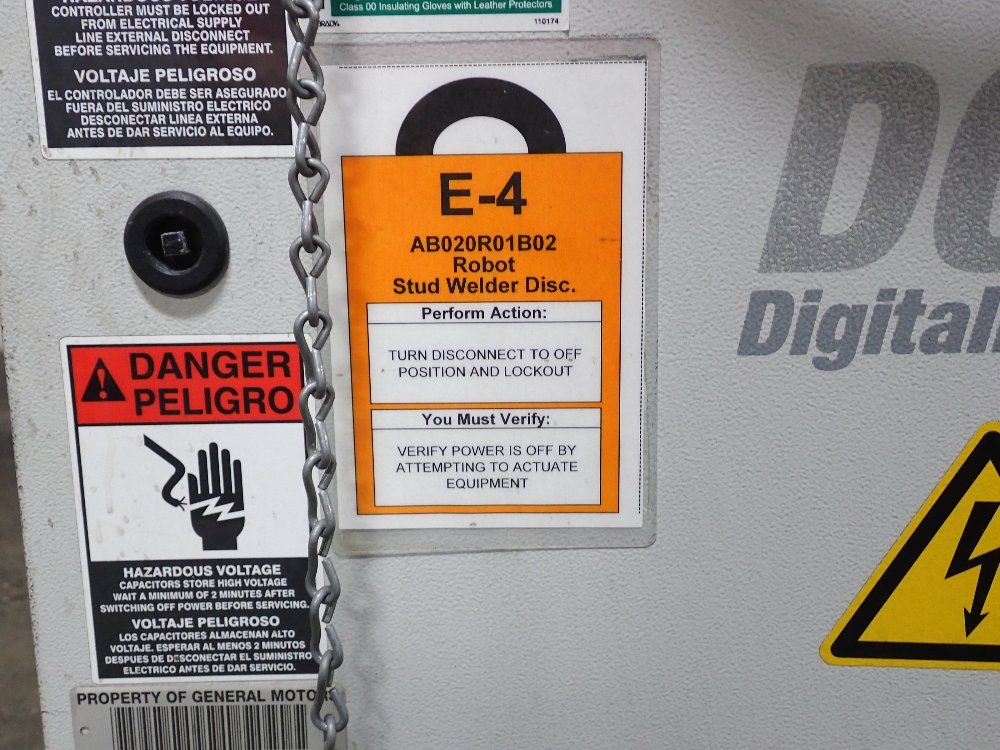 CONTROLLER MUST BE LOCKED OUT
FROM ELECTRICAL SUPPLY
LINE EXTERNAL DISCONNECT
BEFORE SERVICING THE EQUIPMENT.
VOLTAJE PELIGROSO
EL CONTROLADOR DEBE SER ASEGURADO
FUERA DEL SUMINISTRO ELECTRICO
DESCONECTAR LINEA EXTERNA
ANTES DE DAR SERVICIO AL EQUIPO.
Class 00 Insulating Gloves with Leather Protectors
110174
E-4
AB020R01B02
Robot
Stud Welder Disc.
Perform Action:
TURN DISCONNECT TO OFF
POSITION AND LOCKOUT
You Must Verify:
VERIFY POWER IS OFF BY
ATTEMPTING TO ACTUATE
EQUIPMENT
DANGER
PELIGRO
HAZARDOUS VOLTAGE
CAPACITORS STORE HIGH VOLTAGE
WAIT A MINIMUM OF 2 MINUTES AFTER
SWITCHING OFF POWER BEFORE SERVICING.
VOLTAJE PELIGROSO
LOS CAPACITORES ALMACENAN ALTO
VOLTAJE. ESPERAR AL MENOS 2 MINUTOS
DESPUES DE DESCONECTAR EL SUMINISTRO
ELECTRICO ANTES DE DAR SERVICIO.
PROPERTY OF GENERAL
Digital